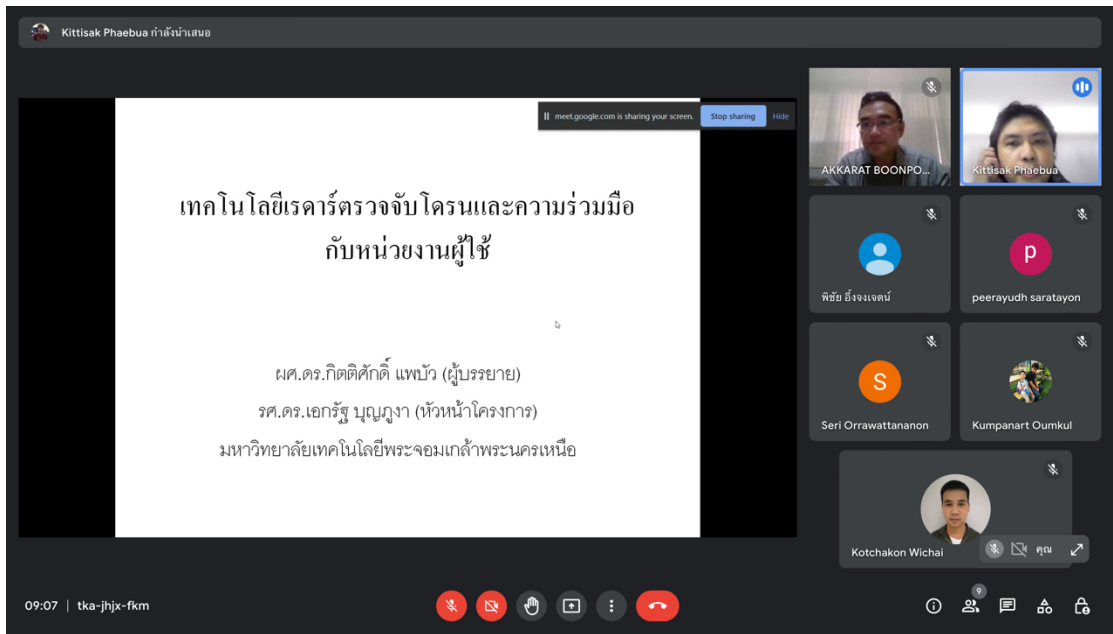 Kittisak Phaebua กำลังนำเสนอ
meet.google.com is sharing your screen.
Stop sharing
Hide
เทคโนโลยีเรดาร์ตรวจจับโดรนและความร่วมมือ
กับหน่วยงานผู้ใช้
ผศ.ดร.กิตติศักดิ์ แพบัว (ผู้บรรยาย)
รศ.ดร.เอกรัฐ บุญภูงา (หัวหน้าโครงการ)
มหาวิทยาลัยเทคโนโลยีพระจอมเกล้าพระนครเหนือ
AKKARAT BOONPO...
Kittisak Phaebua
พิชัย อึ้งจงเจตน์
p
peerayudh saratayon
S
Seri Orrawattananon
Kumpanart Oumkul
Kotchakon Wichai
คุณ
09:07 | tka-jhjx-fkm
9